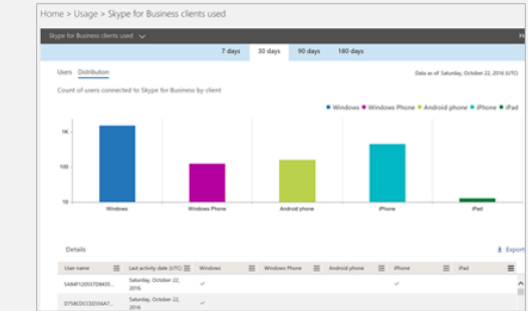 Home > Usage > Skype for Business clients used
Skype for Business clients used
7 days 30 days 90 days 180 days
Users Distribution
Data as of Saturday, October 22, 2016 (UTC)
Count of users connected to Skype for Business by client
Windows Windows Phone Android phone iPhone iPad
1K
100
10
Windows Windows Phone Android phone iPhone iPad
Details
Export
User name Last activity date (UTC) Windows Windows Phone Android phone iPhone iPad
Saturday, October 22,
2016
Saturday, October 22,
2016